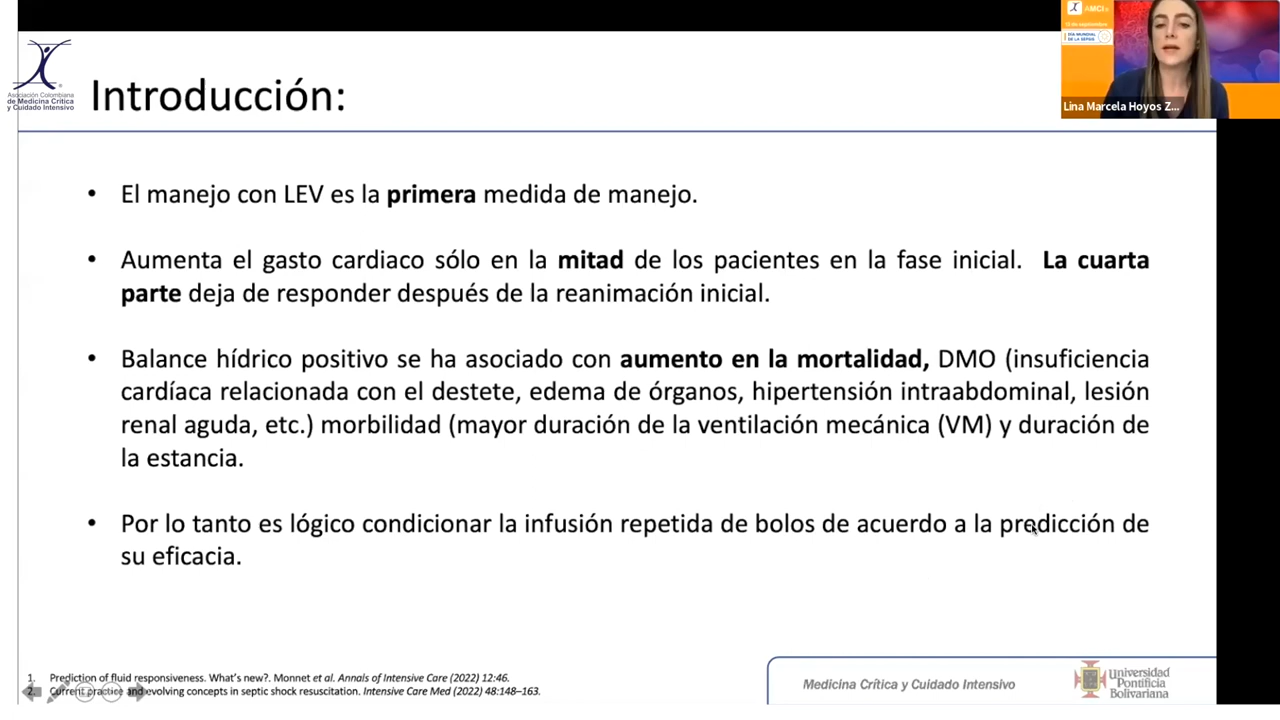 AMCI®
DÍA MUNDIAL
DE LA SEPSIS
Lina Marcela Hoyos Z...
Asociación Colombiana
de Medicina Crítica
y Cuidado Intensivo
Introducción:
• El manejo con LEV es la primera medida de manejo.
• Aumenta el gasto cardiaco sólo en la mitad de los pacientes en la fase inicial. La cuarta
parte deja de responder después de la reanimación inicial.
• Balance hídrico positivo se ha asociado con aumento en la mortalidad, DMO (insuficiencia
cardíaca relacionada con el destete, edema de órganos, hipertensión intraabdominal, lesión
renal aguda, etc.) morbilidad (mayor duración de la ventilación mecánica (VM) y duración de
la estancia.
• Por lo tanto es lógico condicionar la infusión repetida de bolos de acuerdo a la predicción de
su eficacia.
1. Prediction of fluid responsiveness. What's new?. Monnet et al. Annals of Intensive Care (2022) 12:46.
2. Current practice and evolving concepts in septic shock resuscitation. Intensive Care Med (2022) 48:148–163.
Medicina Crítica y Cuidado Intensivo
Universidad
Pontificia
Bolivariana